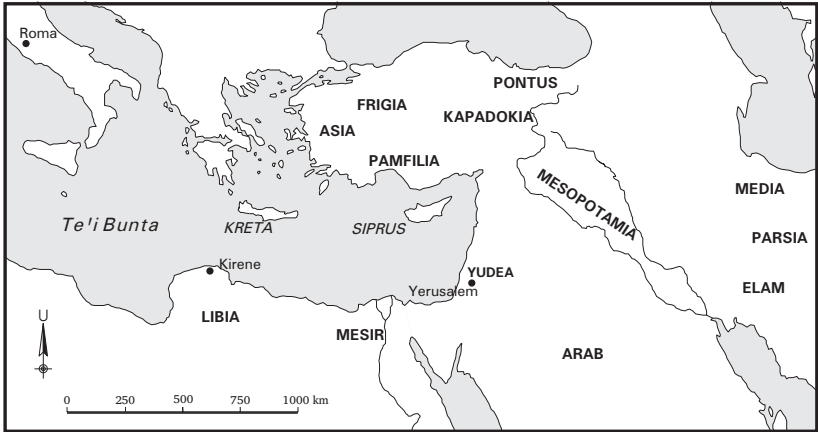 Roma
PONTUS
FRIGIA
KAPADOKIA
ASIA
PAMFILIA
MESOPOTAMIA
MEDIA
Teꞌi Bunta
KRETA
SIPRUS
PARSIA
Kirene
YUDEA
Yerusalem
ELAM
LIBIA
MESIR
ARAB
U
0 250 500 750 1000 km